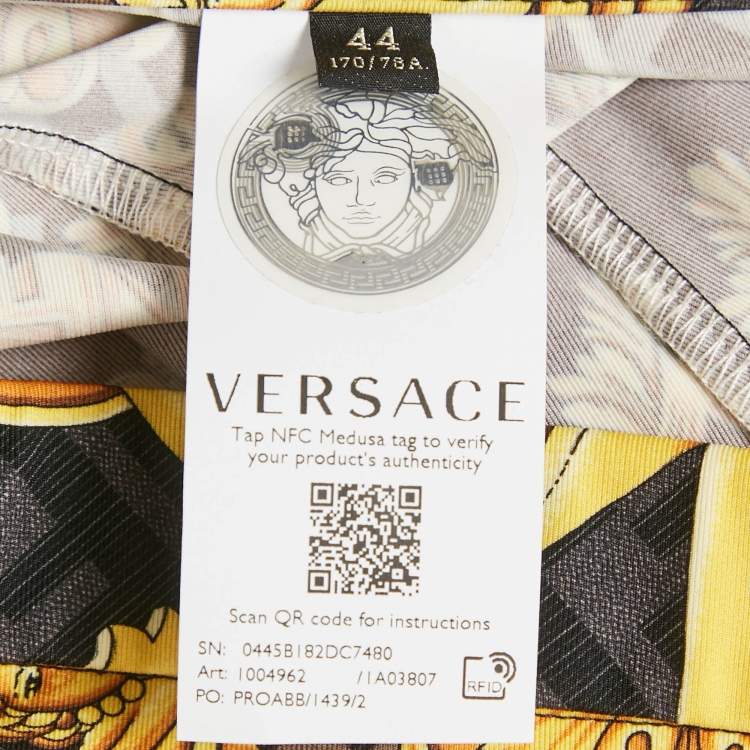 44
170/78A.
VERSACE
Tap NFC Medusa tag to verify
your product's authenticity
Scan QR code for instructions
SN: 0445B182DC7480
Art: 1004962 /1A03807
PO: PROABB/1439/2
RFID